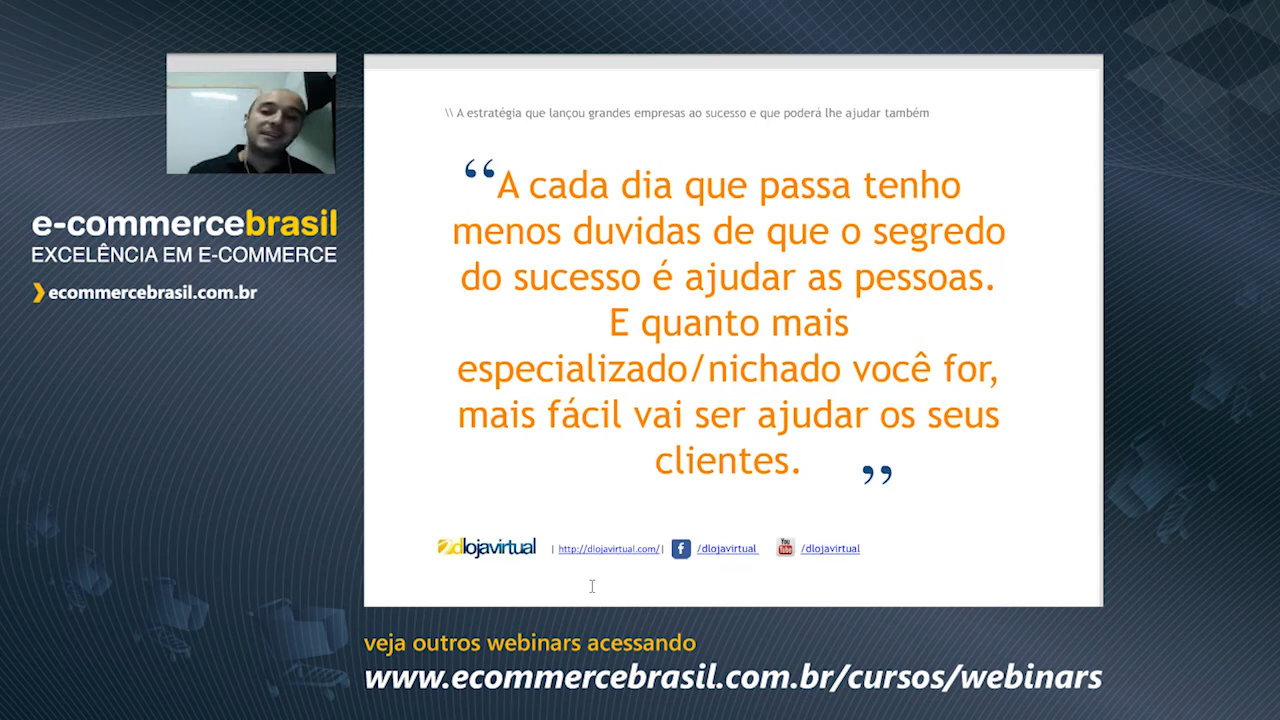 \\ A estratégia que lançou grandes empresas ao sucesso e que poderá lhe ajudar também
“A cada dia que passa tenho
menos duvidas de que o segredo
do sucesso é ajudar as pessoas.
E quanto mais
especializado/nichado você for,
mais fácil vai ser ajudar os seus
clientes. ”
dlojavirtual | http://dlojavirtual.com/| f /dlojavirtual You Tube /dlojavirtual
e-commercebrasil
EXCELÊNCIA EM E-COMMERCE
ecommercebrasil.com.br
veja outros webinars acessando
www.ecommercebrasil.com.br/cursos/webinars